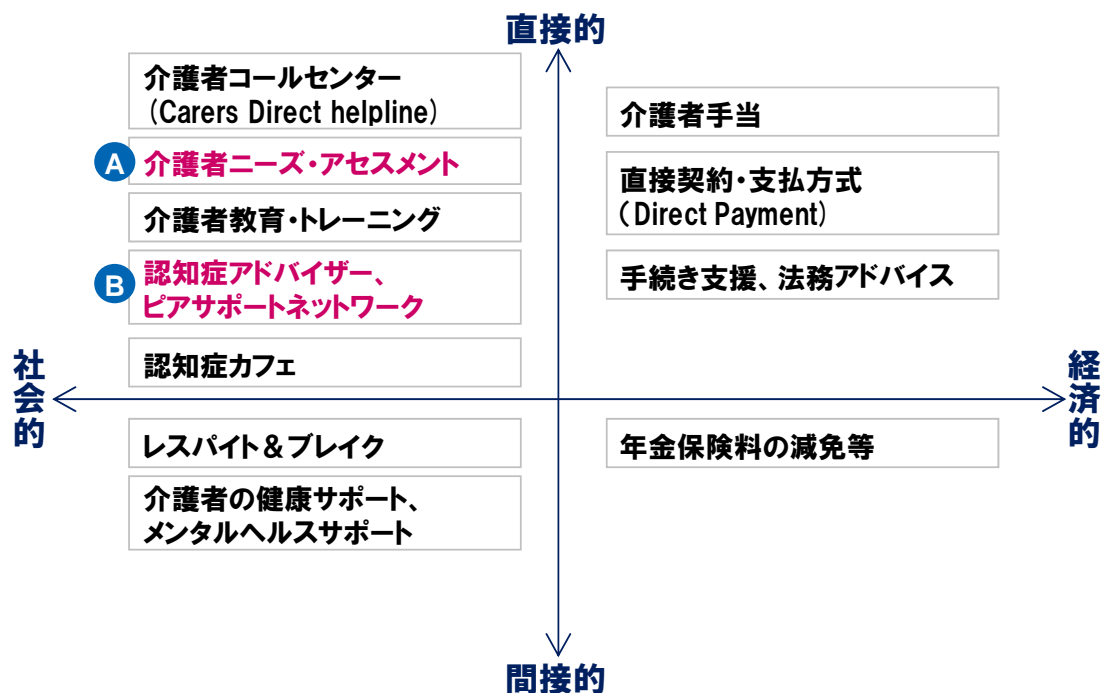 直接的
介護者コールセンター
(Carers Direct helpline)
A
介護者ニーズ・アセスメント
介護者教育・トレーニング
B
認知症アドバイザー、
ピアサポートネットワーク
認知症カフェ
介護者手当
直接契約・支払方式
(Direct Payment)
手続き支援、法務アドバイス
社会的
経済的
レスパイト&ブレイク
介護者の健康サポート、
メンタルヘルスサポート
年金保険料の減免等
間接的